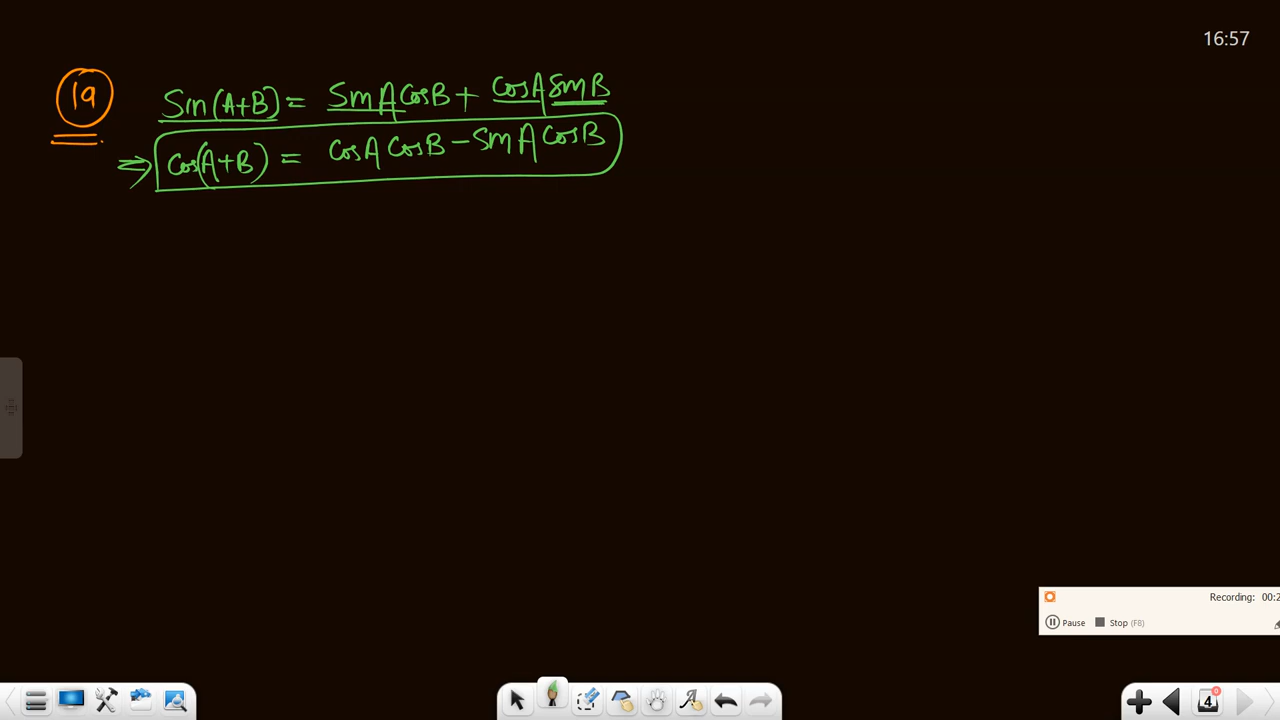 16:57
19 Sin(A+B) = SinA CosB + CosA SinB
⇒ Cos(A+B) = CosA CosB - SinA CosB
Recording: 00:2
Pause Stop (F8)
4